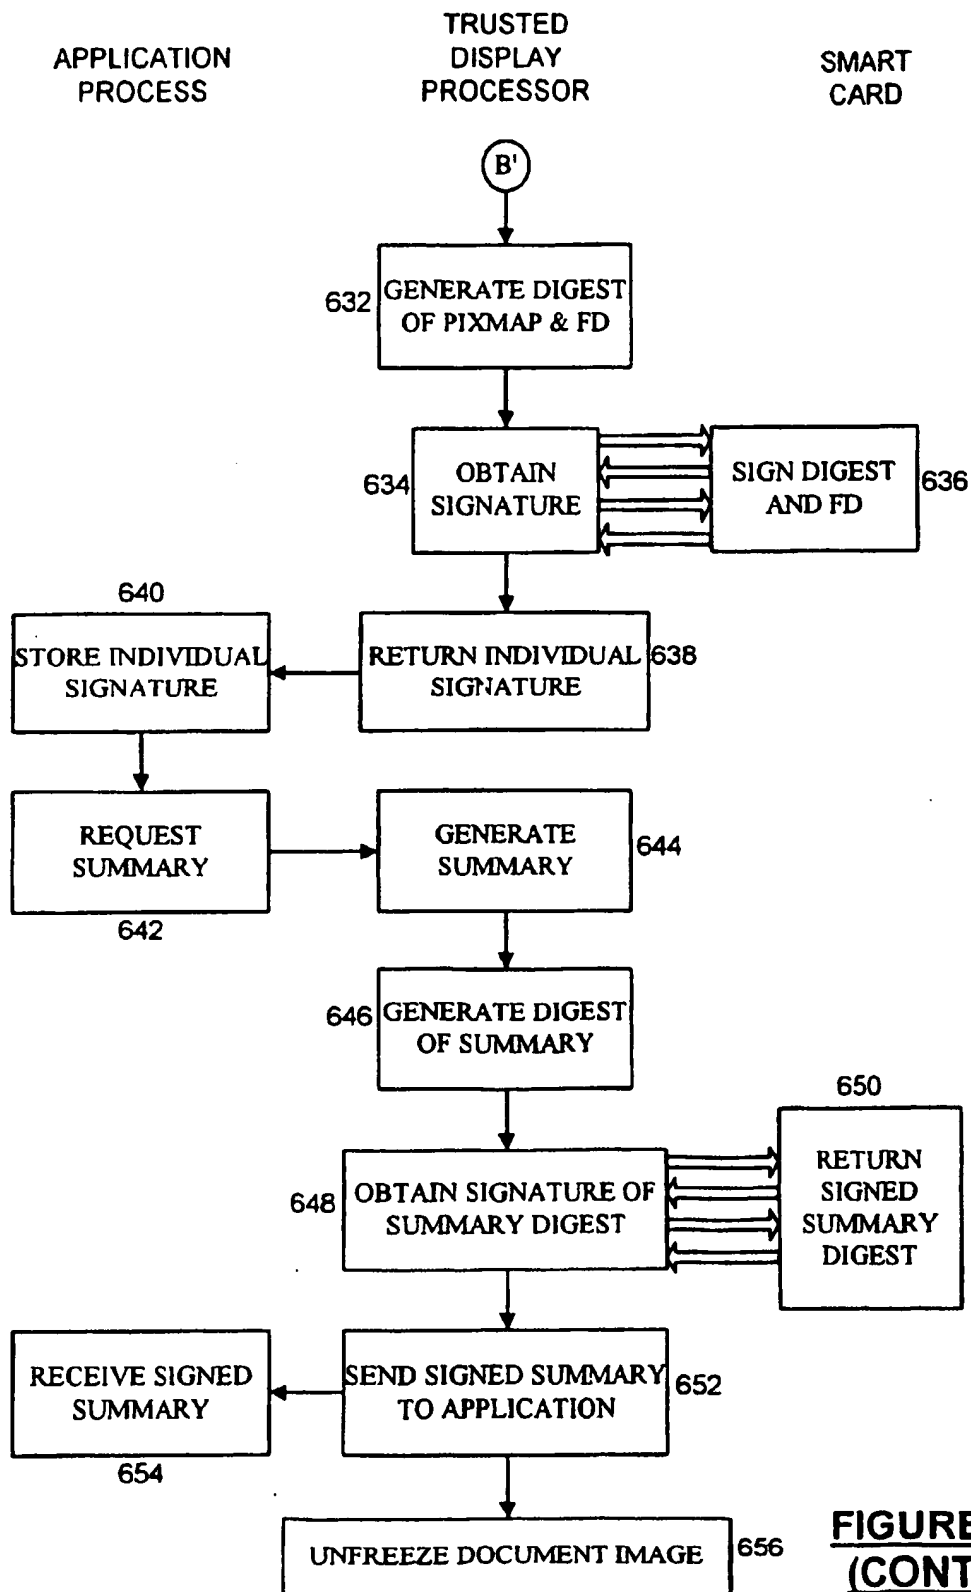 APPLICATION
PROCESS
TRUSTED
DISPLAY
PROCESSOR
SMART
CARD
B'
632
GENERATE DIGEST
OF PIXMAP & FD
634
OBTAIN
SIGNATURE
SIGN DIGEST
AND FD
636
640
STORE INDIVIDUAL
SIGNATURE
RETURN INDIVIDUAL
SIGNATURE
638
REQUEST
SUMMARY
642
GENERATE
SUMMARY
644
646
GENERATE DIGEST
OF SUMMARY
648
OBTAIN SIGNATURE OF
SUMMARY DIGEST
650
RETURN
SIGNED
SUMMARY
DIGEST
RECEIVE SIGNED
SUMMARY
654
SEND SIGNED SUMMARY
TO APPLICATION
652
UNFREEZE DOCUMENT IMAGE
656
FIGURE
(CONT